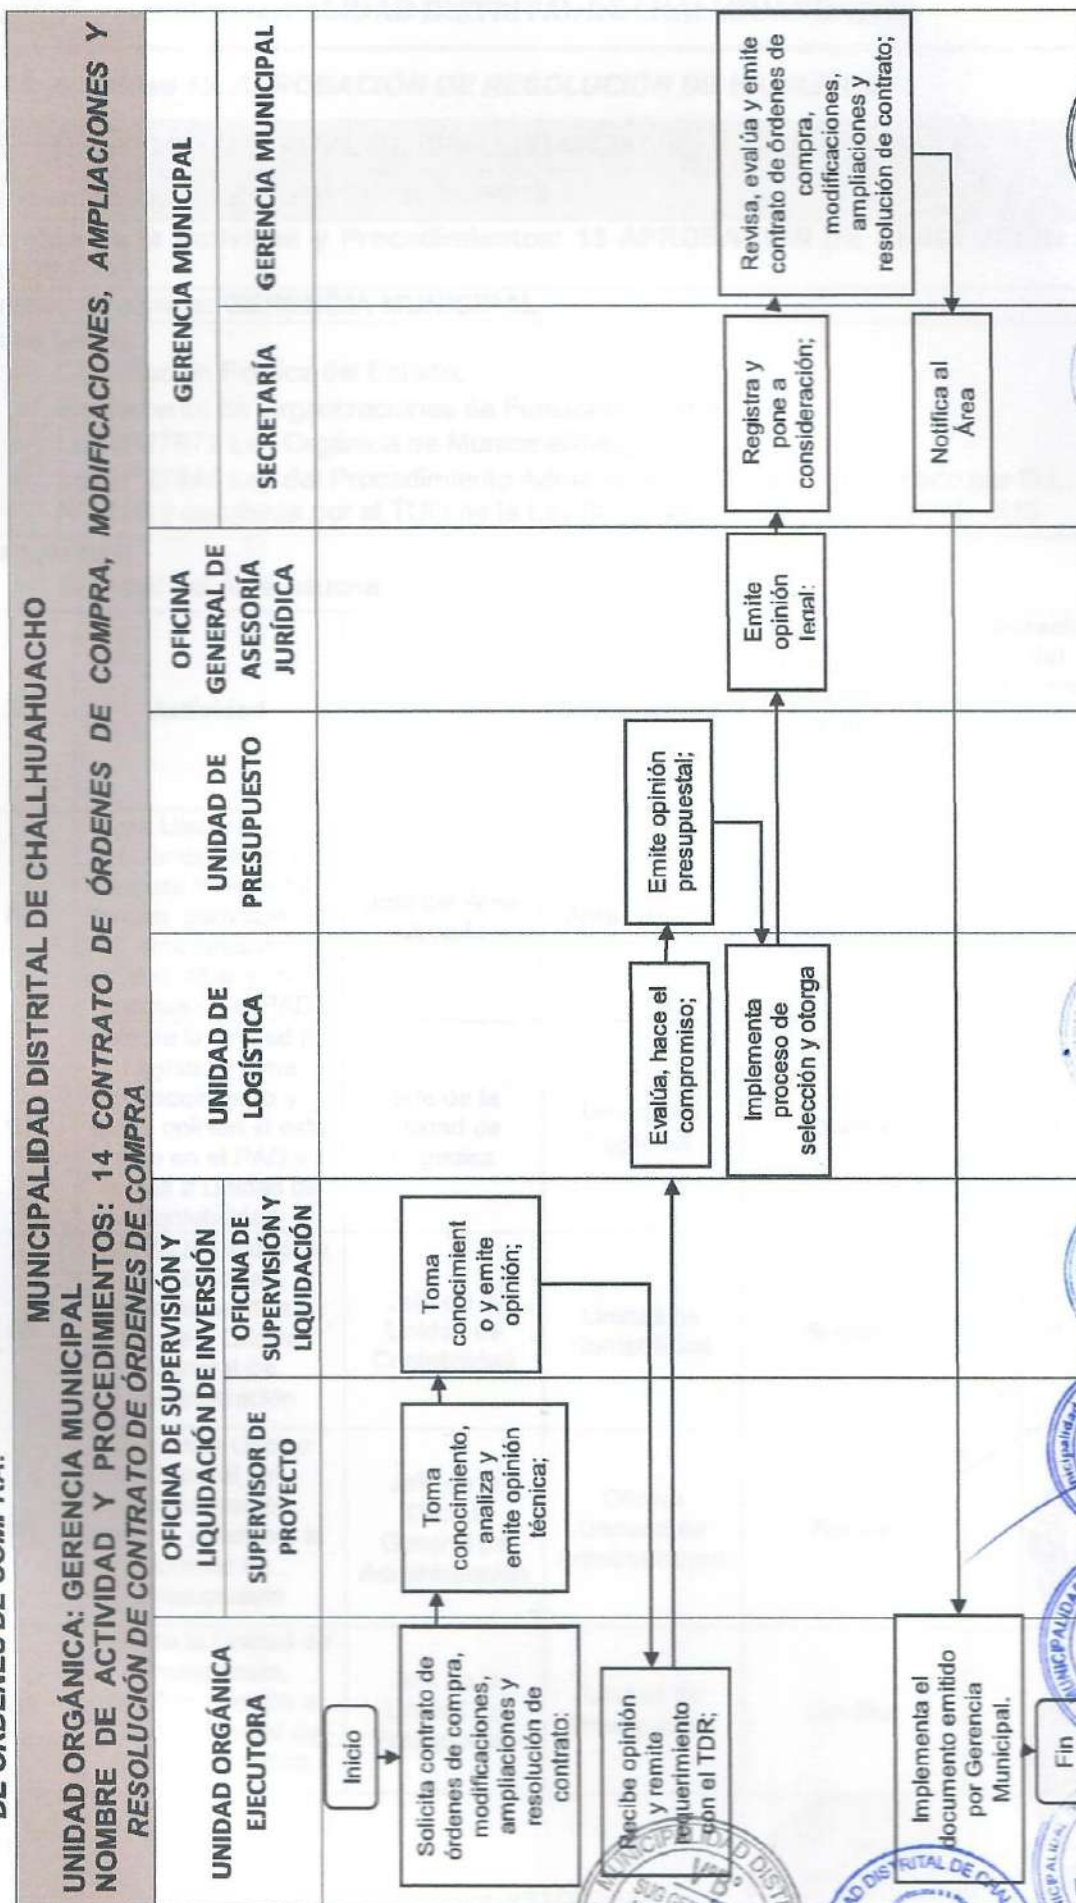 DE ÓRDENES DE COMPRA.
MUNICIPALIDAD DISTRITAL DE CHALLHUAHUACHO
UNIDAD ORGÁNICA: GERENCIA MUNICIPAL
NOMBRE DE ACTIVIDAD Y PROCEDIMIENTOS: 14 CONTRATO DE ÓRDENES DE COMPRA, MODIFICACIONES, AMPLIACIONES Y
RESOLUCIÓN DE CONTRATO DE ÓRDENES DE COMPRA
UNIDAD ORGÁNICA
EJECUTORA
OFICINA DE SUPERVISIÓN Y
LIQUIDACIÓN DE INVERSIÓN
SUPERVISOR DE
PROYECTO
OFICINA DE
SUPERVISIÓN Y
LIQUIDACIÓN
UNIDAD DE
LOGÍSTICA
UNIDAD DE
PRESUPUESTO
OFICINA
GENERAL DE
ASESORÍA
JURÍDICA
GERENCIA MUNICIPAL
SECRETARÍA
GERENCIA MUNICIPAL
Inicio
Solicita contrato de
órdenes de compra,
modificaciones,
ampliaciones y
resolución de
contrato;
Toma
conocimiento,
analiza y
emite opinión
técnica;
Toma
conocimient
o y emite
opinión;
Recibe opinión
y remite
requerimiento
con el TDR;
Evalúa, hace el
compromiso;
Emite opinión
presupuestal;
Implementa
proceso de
selección y otorga
Emite
opinión
legal.
Registra y
pone a
consideración;
Revisa, evalúa y emite
contrato de órdenes de
compra,
modificaciones,
ampliaciones y
resolución de contrato;
Notifica al
Área
Implementa el
documento emitido
por Gerencia
Municipal.
Fin
MUNICIPALIDAD DIST
V°B°
AD DISTRITAL DE CHAL
MUNICIPALIDAD